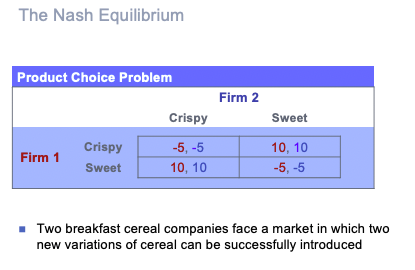 The Nash Equilibrium
Product Choice Problem
Firm 2
Crispy Sweet
Firm 1
Crispy -5, -5 10, 10
Sweet 10, 10 -5, -5
Two breakfast cereal companies face a market in which two
new variations of cereal can be successfully introduced